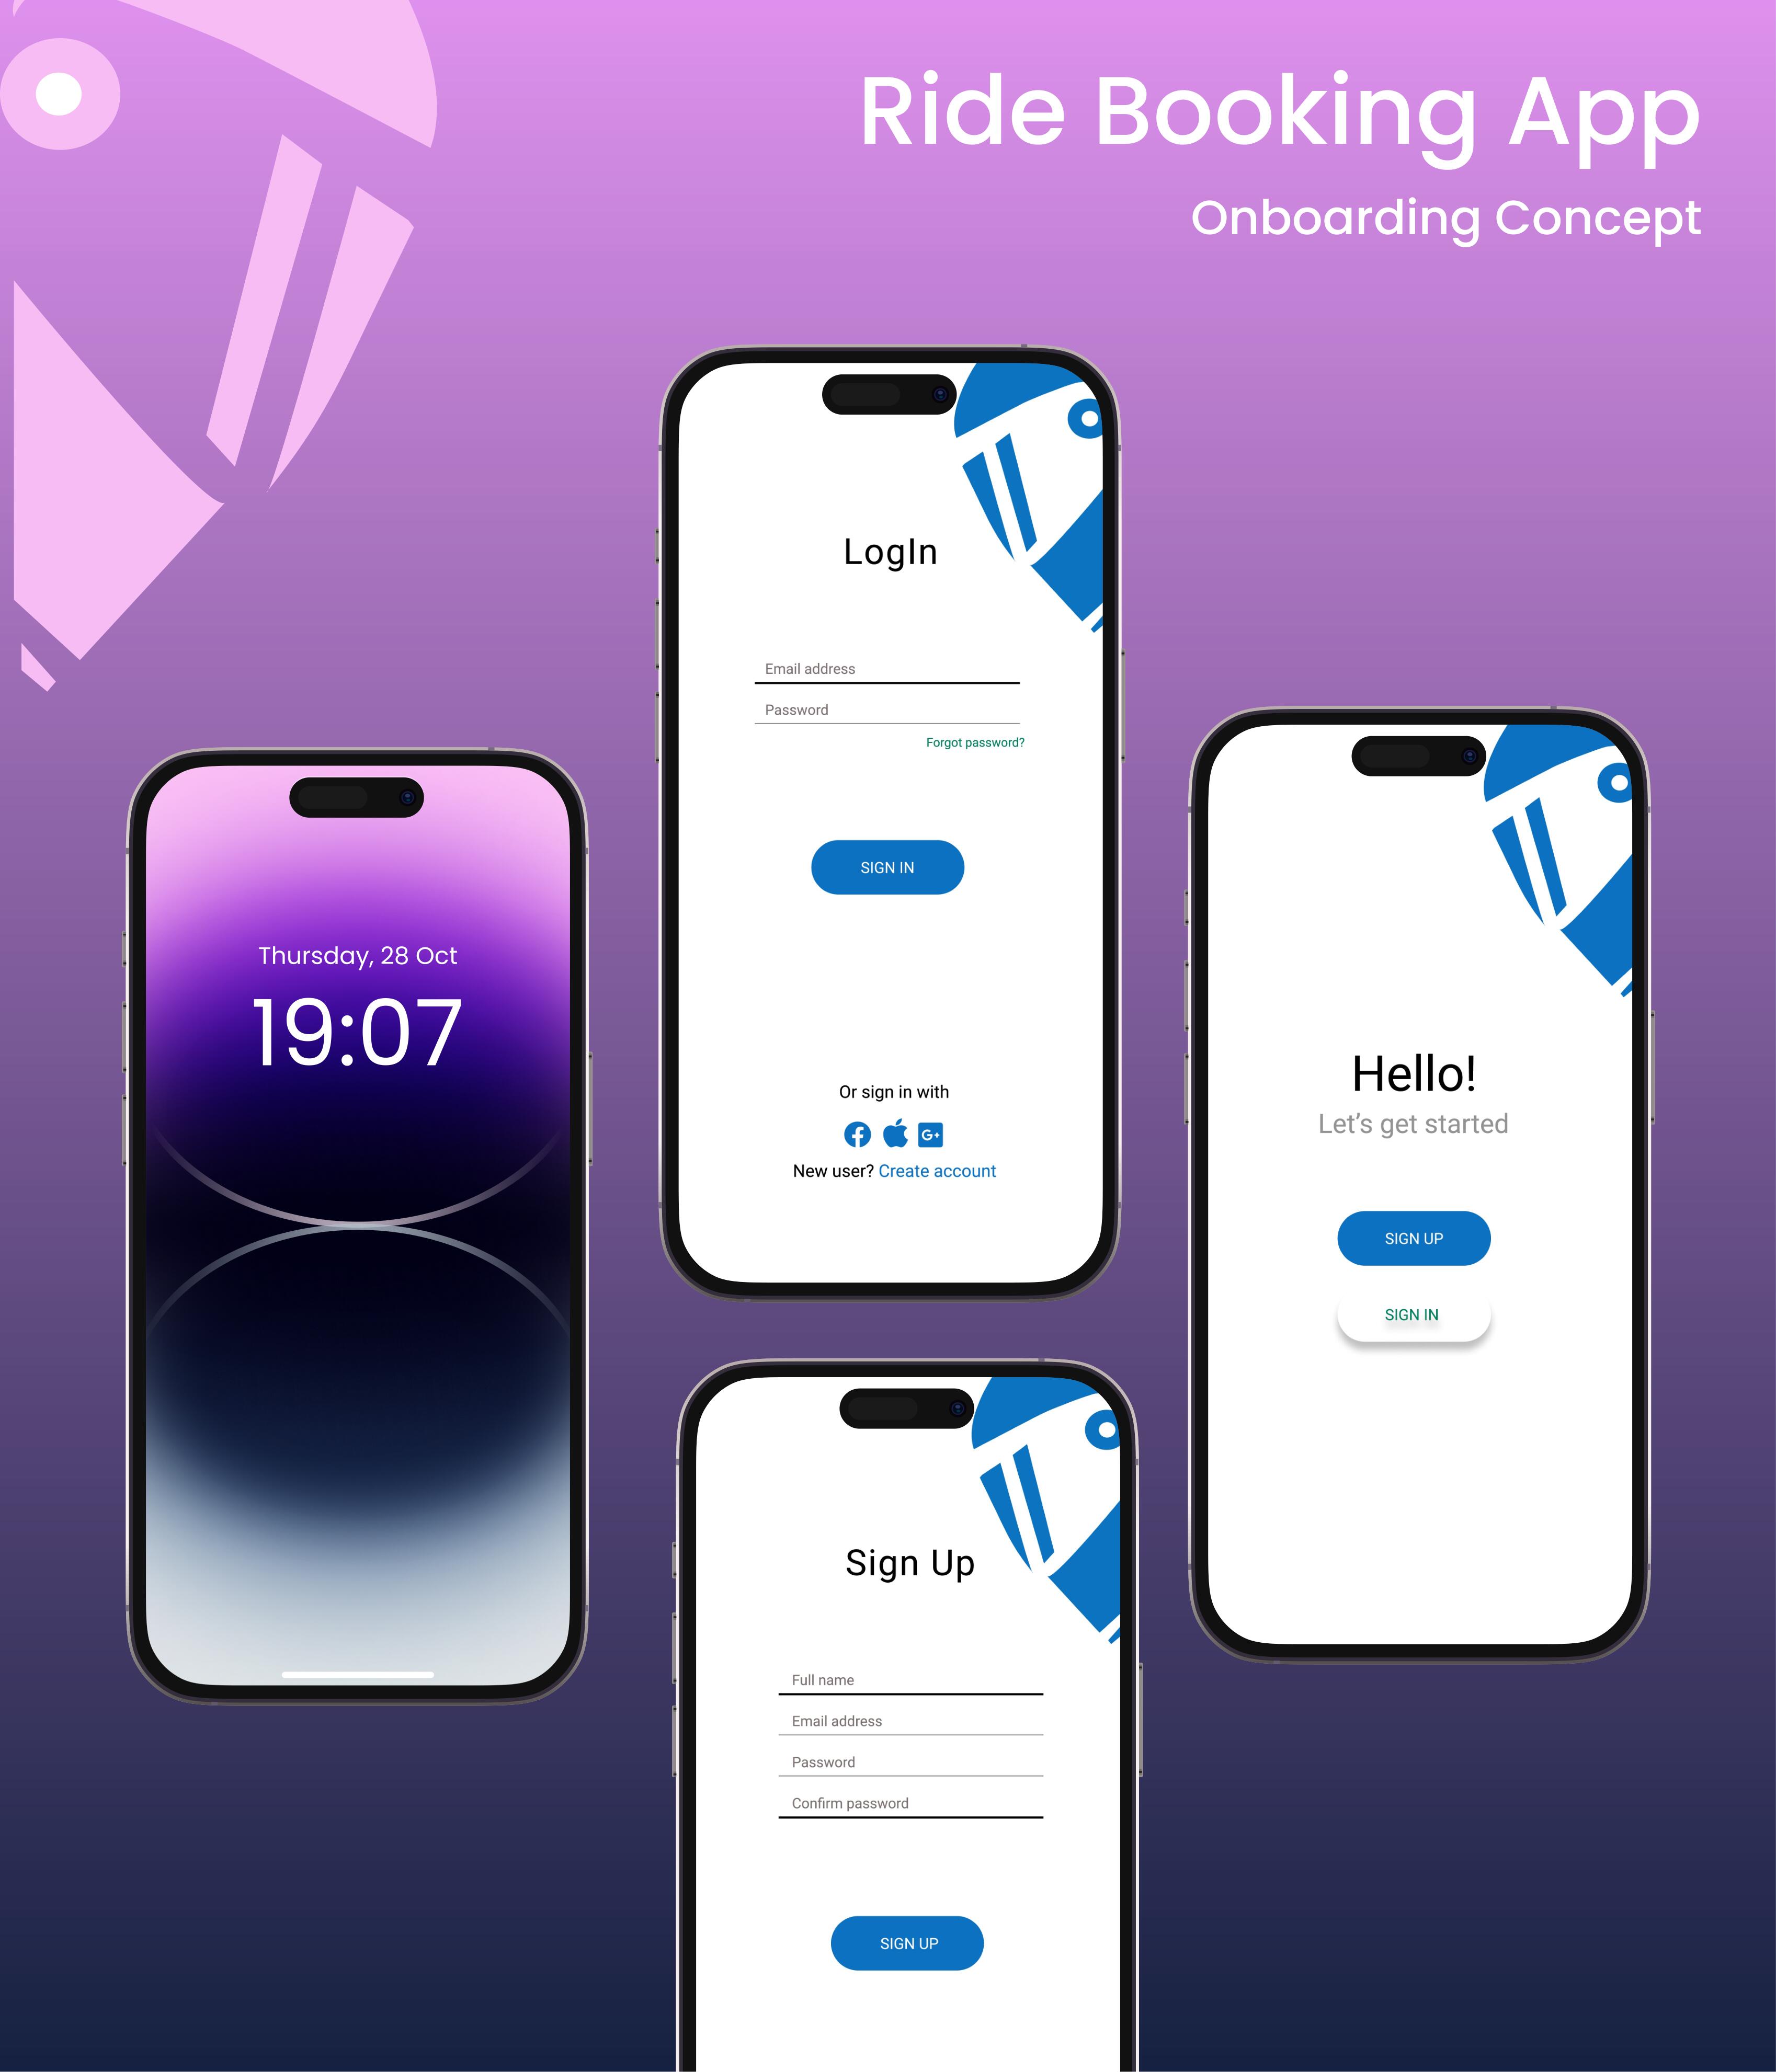 Ride Booking App
Onboarding Concept
LogIn
Email address
Password
Forgot password?
SIGN IN
Or sign in with
G+
New user? Create account
Thursday, 28 Oct
19:07
Hello!
Let's get started
SIGN UP
SIGN IN
Sign Up
Full name
Email address
Password
Confirm password
SIGN UP